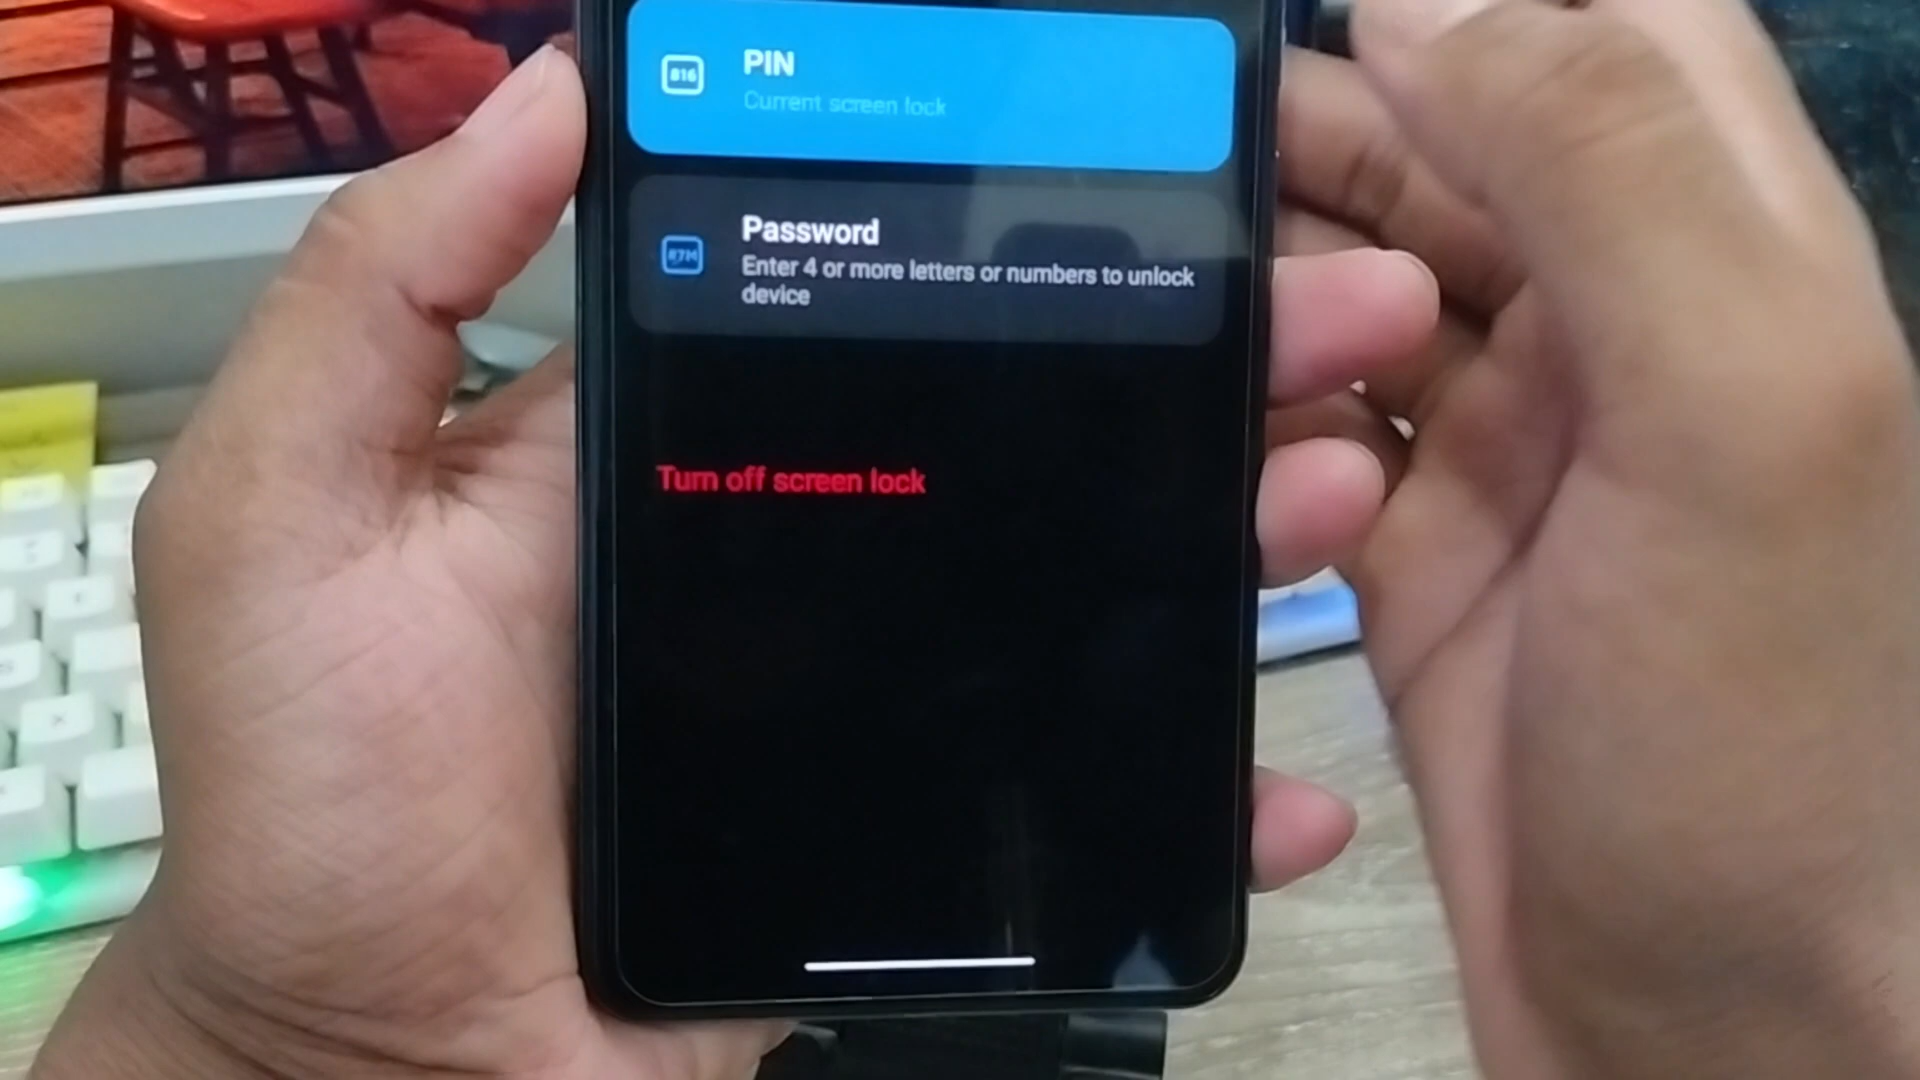 816
PIN
Current screen lock
Password
Enter 4 or more letters or numbers to unlock
device
Turn off screen lock
X